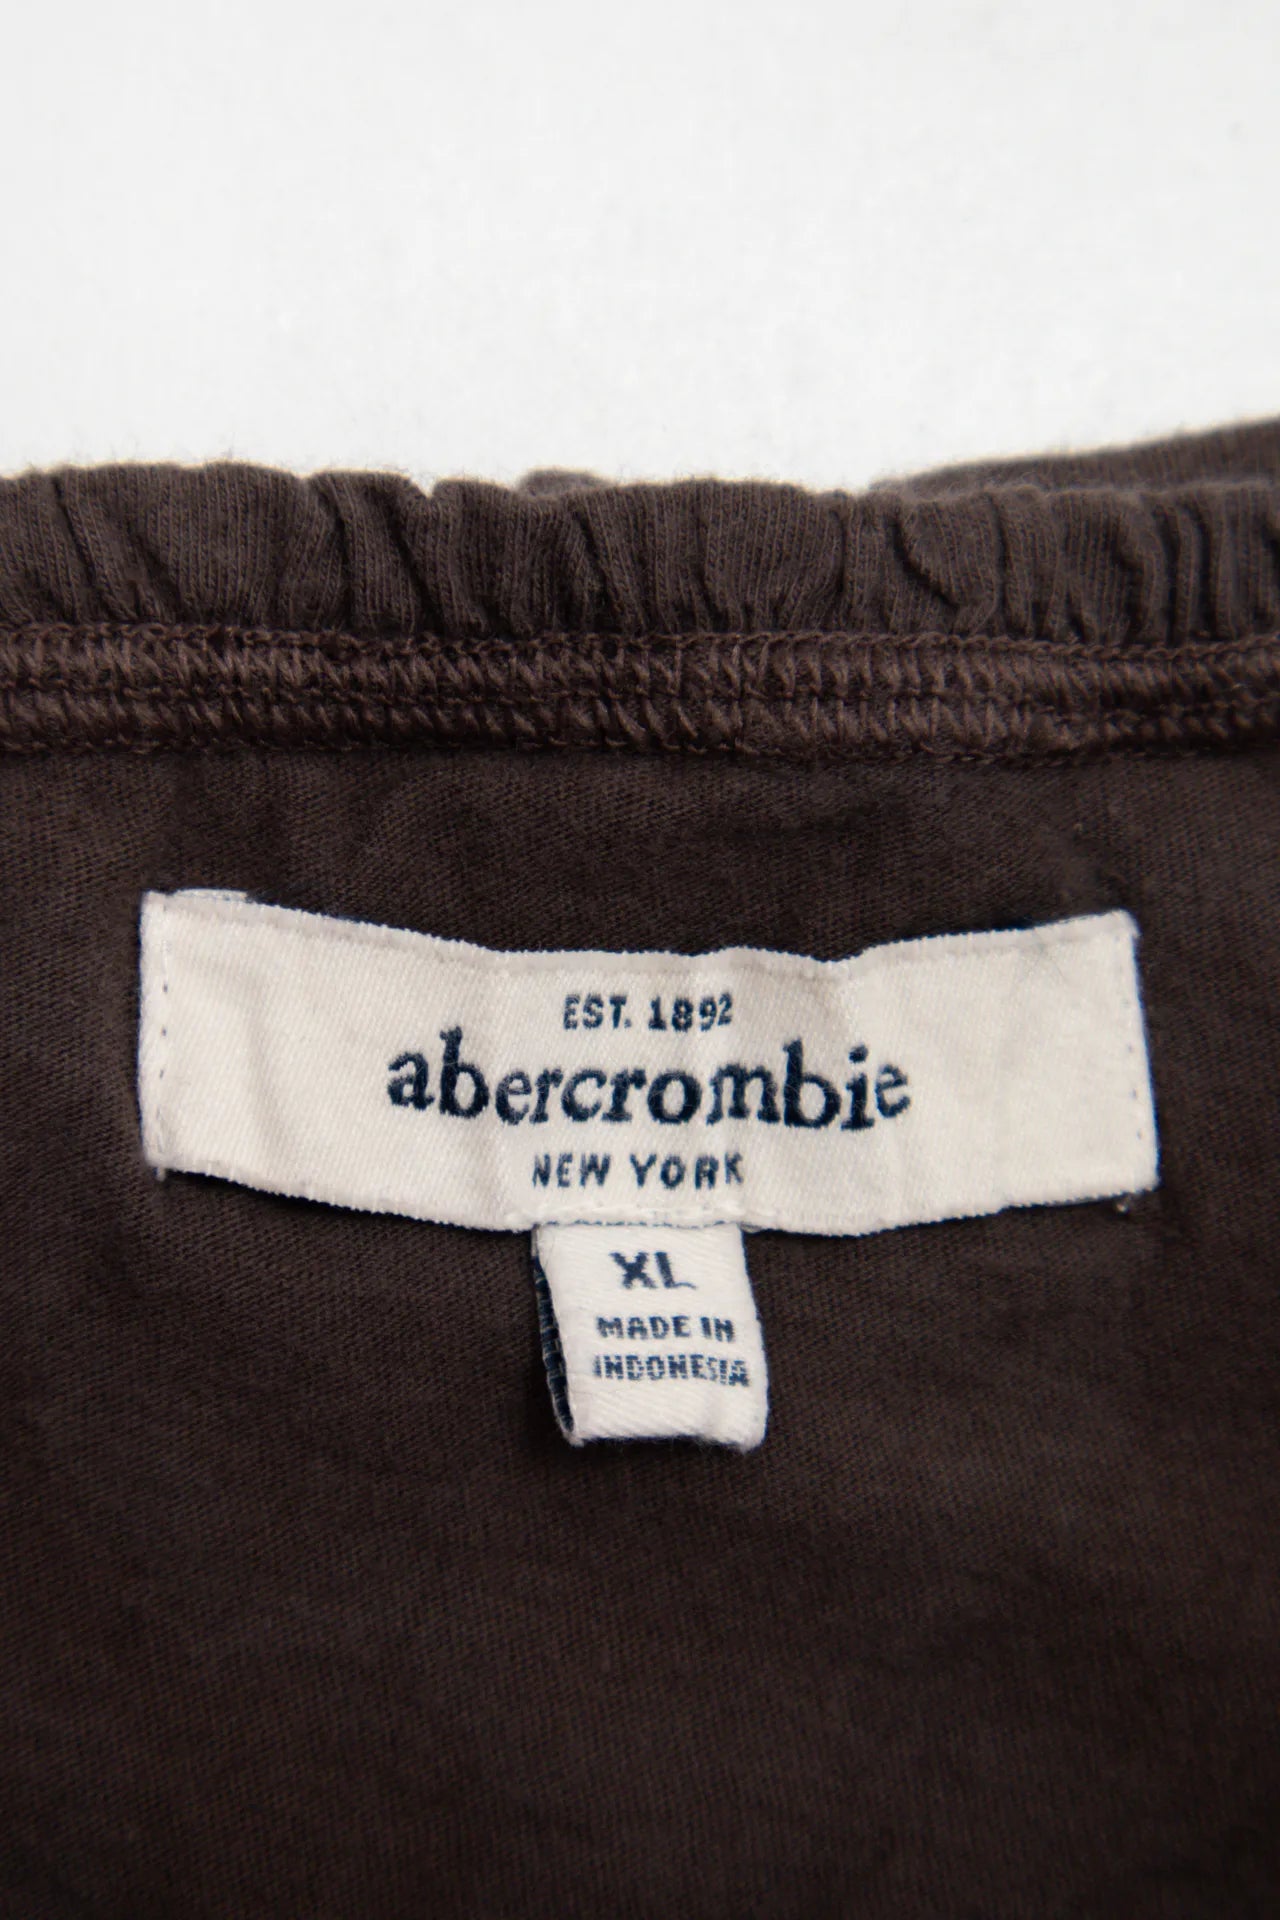 EST. 1892
abercrombie
NEW YORK
XL
MADE IN
INDONESIA